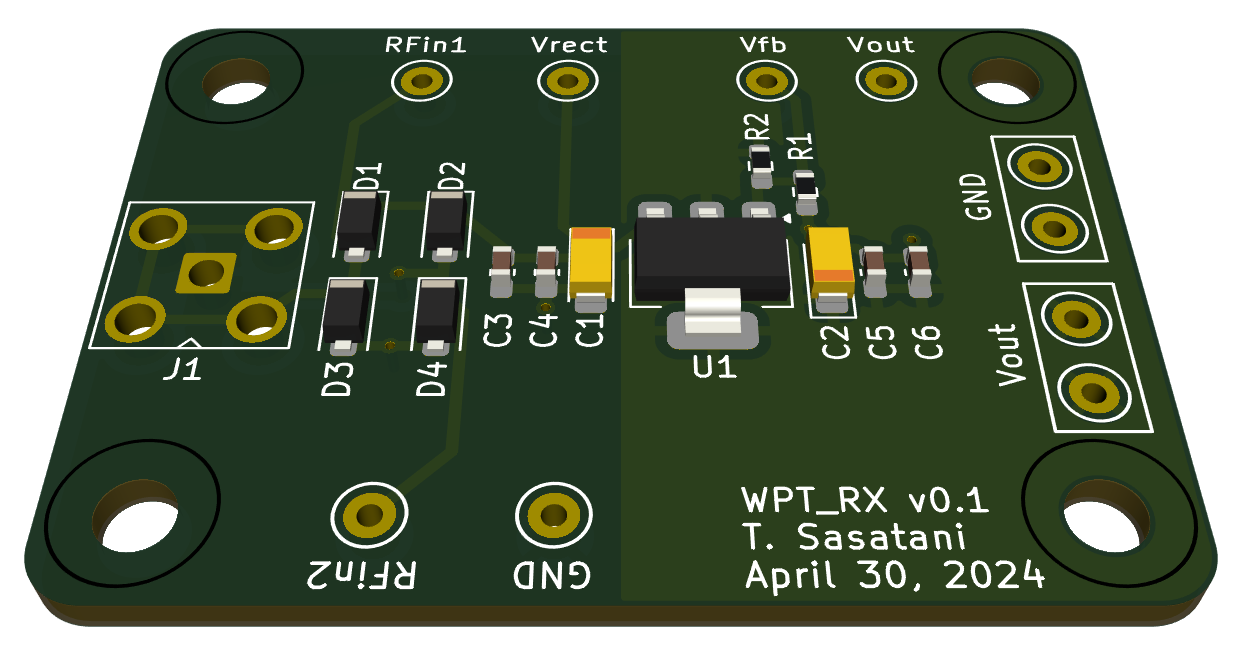 RFin1
Vrect
Vfb
Vout
R2
R1
D1
D2
GND
J1
D3
D4
C3
C4
C1
U1
C2
C5
C6
Vout
RFin2
GND
WPT_RX v0.1
T. Sasatani
April 30, 2024